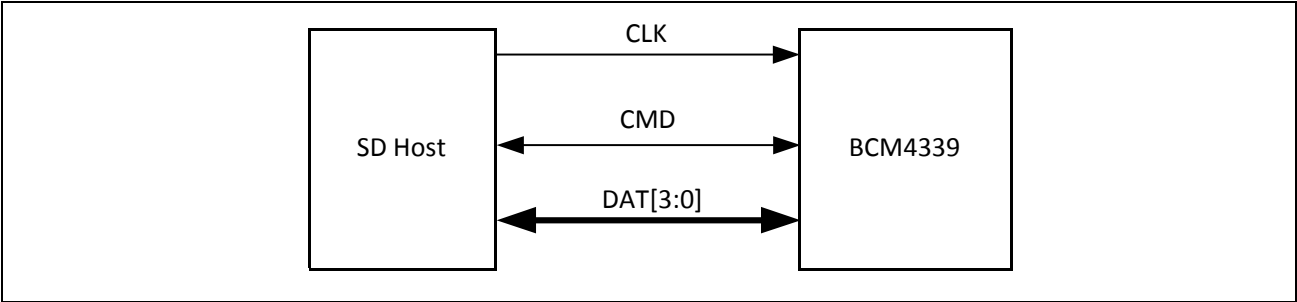 CLK
CMD
SD Host
BCM4339
DAT[3:0]